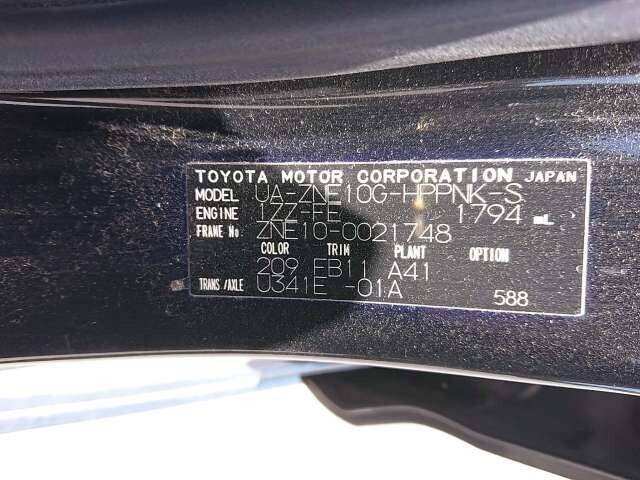 TOYOTA MOTOR CORPORATION JAPAN
MODEL UA-ZNE10G-HPPNK-S
ENGINE 1ZZ-FE 1794 mL
FRAME No ZNE10-0021748
COLOR TRIM PLANT OPTION
209 FB11 A41
TRANS/AXLE U341E -01A
588